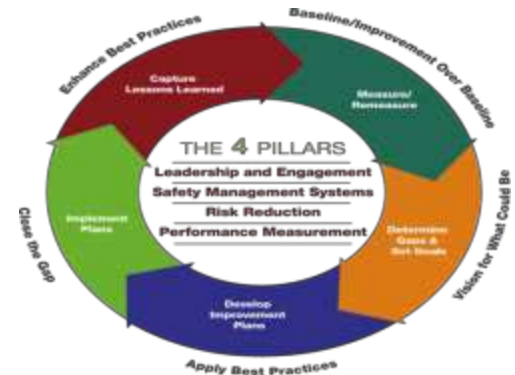 Enhance Best Practices
Baseline/Improvement Over Baseline
Capture
Lessons Learned
Measure/
Remeasure
THE 4 PILLARS
Leadership and Engagement
Safety Management Systems
Risk Reduction
Performance Measurement
Implement
Plans
Determine
Gaps &
Set Goals
Close the Gap
Vision for What Could Be
Develop
Improvement
Plans
Apply Best Practices